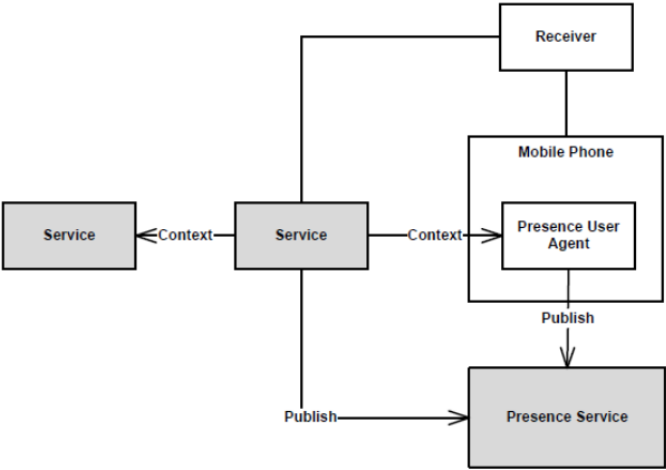 Receiver
Mobile Phone
Service
Context
Service
Context
Presence User
Agent
Publish
Publish
Presence Service